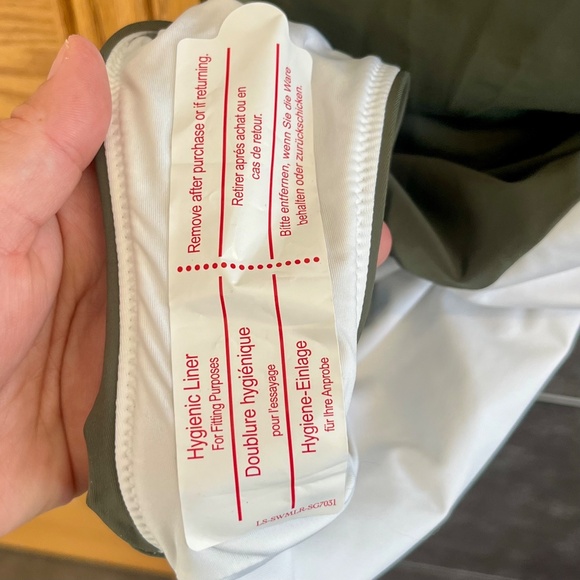 Hygienic Liner
For Fitting Purposes
Remove after purchase or if returning.
Doublure hygiénique
pour l'essayage
Retirer aprés achat ou en
cas de retour.
Hygiene-Einlage
für Ihre Anprobe
Bitte entfernen, wenn Sie die Ware
behalten oder zurückschicken.
LS-SWMLR-SG7031